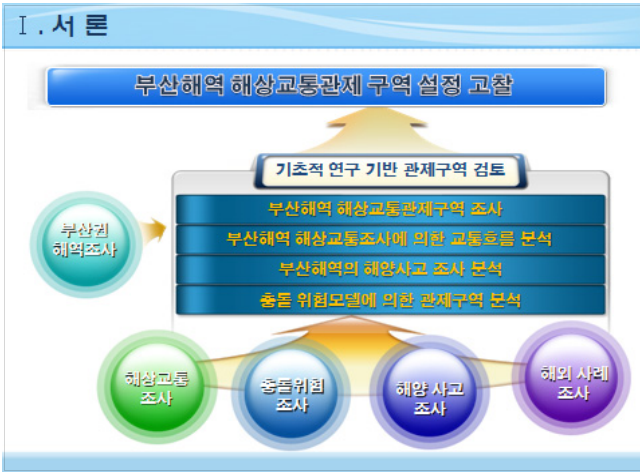 Ⅰ. 서 론
부산해역 해상교통관제 구역 설정 고찰
기초적 연구 기반 관제구역 검토
부산해역 해상교통관제구역 조사
부산해역 해상교통조사에 의한 교통흐름 분석
부산해역의 해양사고 조사 분석
충돌 위험모델에 의한 관제구역 분석
부산권
해역조사
해상교통
조사
충돌위험
조사
해양 사고
조사
해외 사례
조사